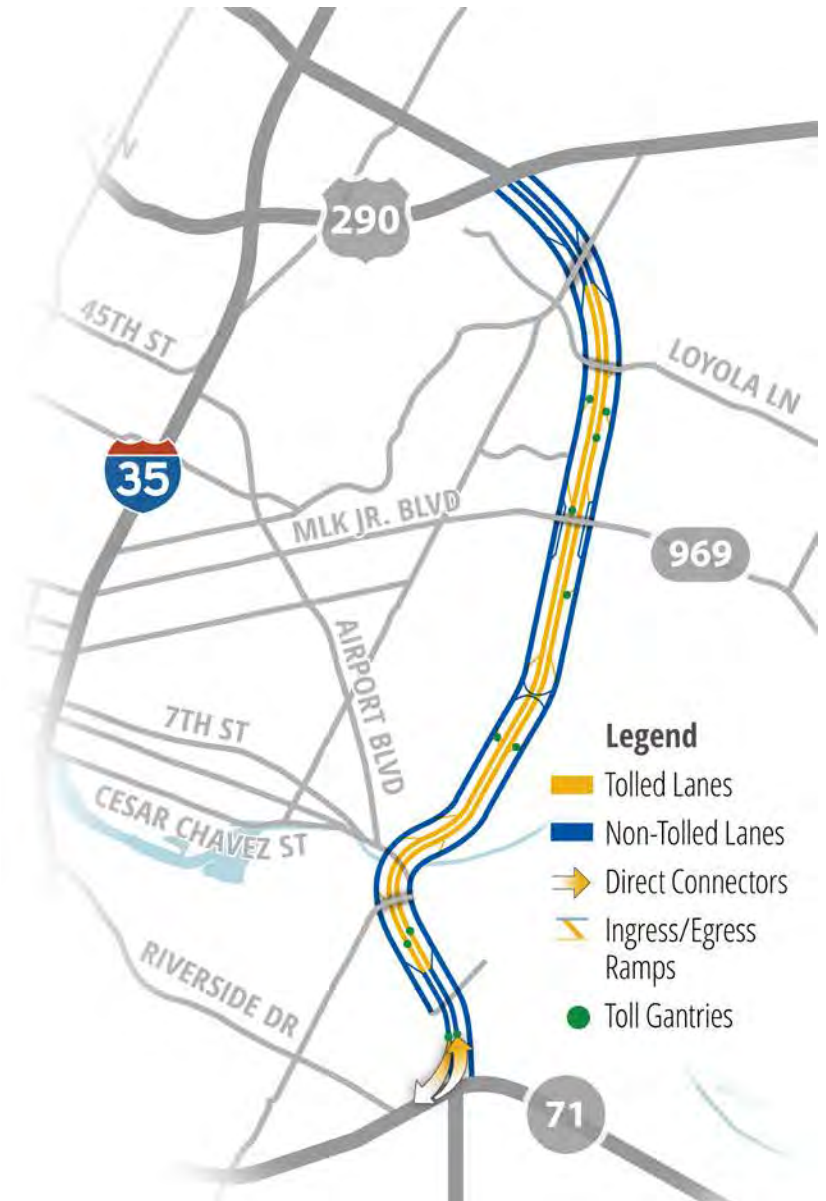 290
45TH ST
LOYOLA LN
35
MLK JR. BLVD
969
AIRPORT BLVD
7TH ST
CESAR CHAVEZ ST
RIVERSIDE DR
71
Legend
Tolled Lanes
Non-Tolled Lanes
Direct Connectors
Ingress/Egress
Ramps
Toll Gantries